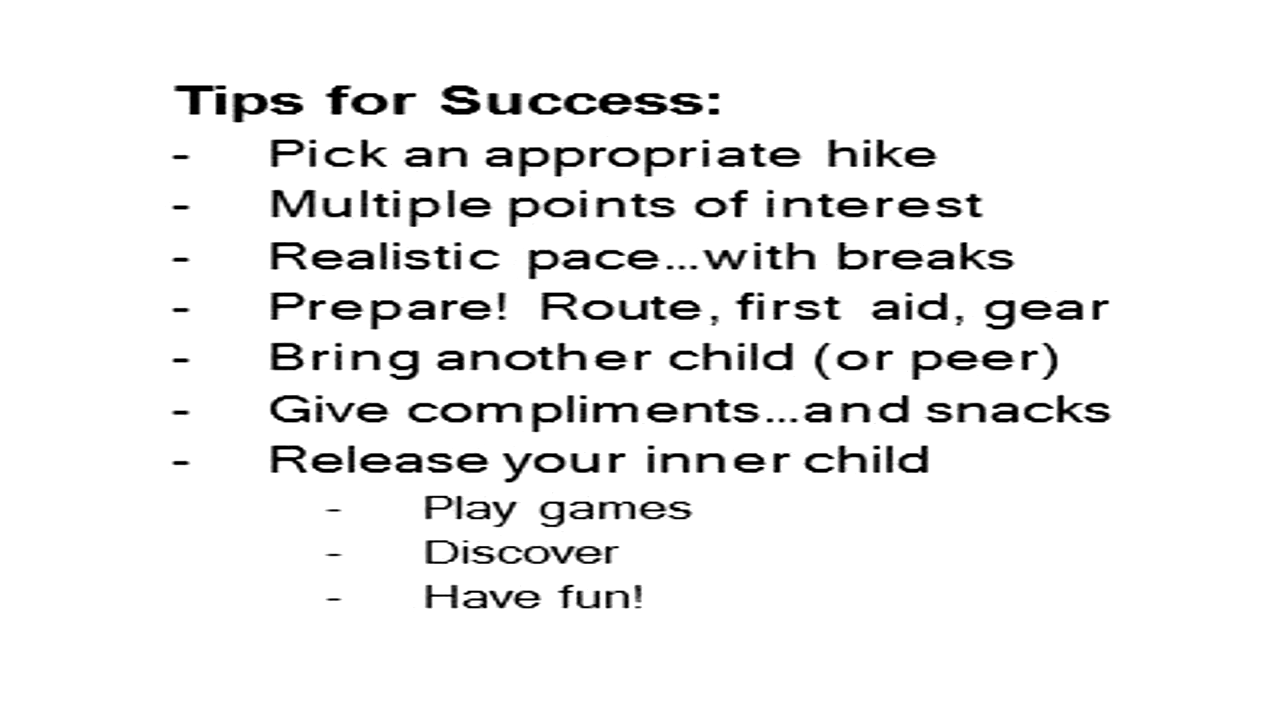 Tips for Success:
- Pick an appropriate hike
- Multiple points of interest
- Realistic pace...with breaks
- Prepare! Route, first aid, gear
- Bring another child (or peer)
- Give compliments...and snacks
- Release your inner child
- Play games
- Discover
- Have fun!